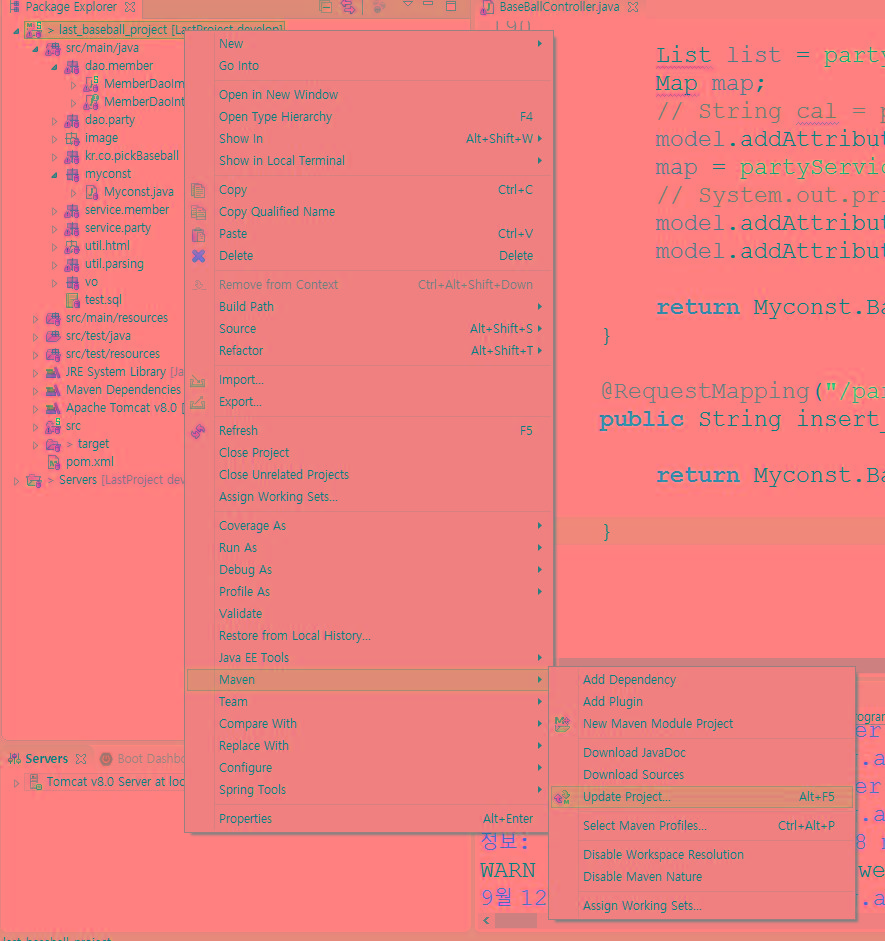 Package Explorer
> last_baseball_project [LastProject develop]
src/main/java
dao.member
MemberDaoIm
MemberDaoInt
dao.party
image
kr.co.pickBaseball
myconst
Myconst.java
service.member
service.party
util.html
util.parsing
vo
test.sql
src/main/resources
src/test/java
src/test/resources
JRE System Library [Ja
Maven Dependencies
Apache Tomcat v8.0 [
src
> target
pom.xml
> Servers [LastProject dev
Servers
Boot Dashbo
Tomcat v8.0 Server at loc
New
Go Into
Open in New Window
Open Type Hierarchy F4
Show In Alt+Shift+W
Show in Local Terminal
Copy Ctrl+C
Copy Qualified Name
Paste Ctrl+V
Delete Delete
Remove from Context Ctrl+Alt+Shift+Down
Build Path
Source Alt+Shift+S
Refactor Alt+Shift+T
Import...
Export...
Refresh F5
Close Project
Close Unrelated Projects
Assign Working Sets...
Coverage As
Run As
Debug As
Profile As
Validate
Restore from Local History...
Java EE Tools
Maven
Team
Compare With
Replace With
Configure
Spring Tools
Properties Alt+Enter
BaseBallController.java
List list = party
Map map;
// String cal = p
model.addAttribut
map = partyServic
// System.out.pri
model.addAttribut
model.addAttribut
return Myconst.Ba
}
@RequestMapping("/par
public String insert_
return Myconst.Ba
}
Add Dependency
Add Plugin
New Maven Module Project
Download JavaDoc
Download Sources
Update Project... Alt+F5
Select Maven Profiles... Ctrl+Alt+P
Disable Workspace Resolution
Disable Maven Nature
Assign Working Sets...
정보:
WARN
9월 12